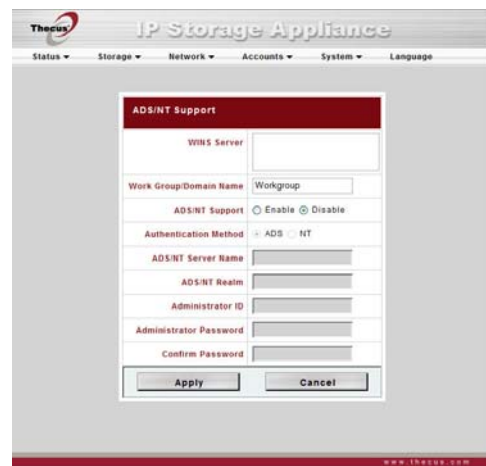 Thecus
IP Storage Appliance
Status Storage Network Accounts System Language
ADS/NT Support
WINS Server
Work Group/Domain Name Workgroup
ADS/NT Support Enable Disable
Authentication Method ADS NT
ADS/NT Server Name
ADS/NT Realm
Administrator ID
Administrator Password
Confirm Password
Apply Cancel
www.thecus.com